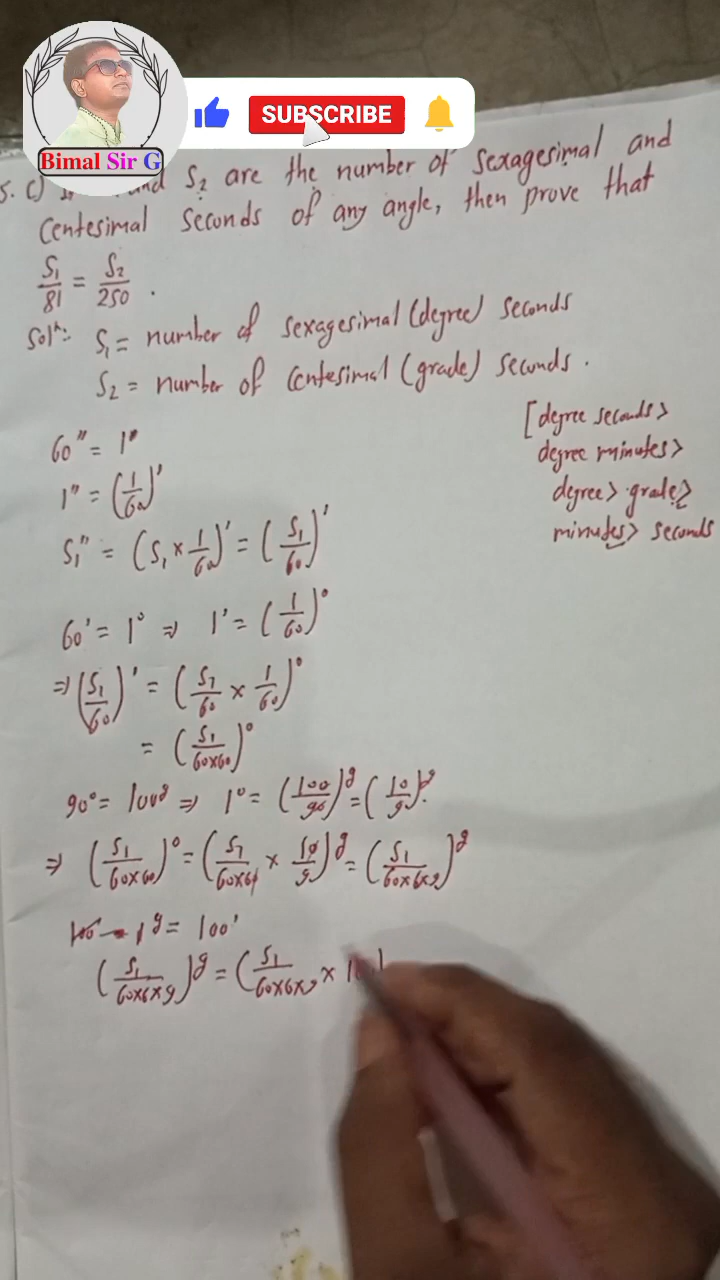 SUBSCRIBE
Bimal Sir G
5. C) and S₂ are the number of sexagesimal and
Centesimal seconds of any angle, then prove that
S₁/81 = S₂/250 .
Solⁿ: S₁ = number of sexagesimal (degree) seconds
S₂ = number of Centesimal (grade) seconds .
[degree seconds>
degree minutes>
degree> grade>
minutes> seconds
60" = 1'
1" = (1/60)'
S₁" = (S₁ × 1/60)' = (S₁/60)'
60' = 1° ⇒ 1' = (1/60)°
⇒ (S₁/60)' = (S₁/60 × 1/60)°
= (S₁/60×60)°
90° = 100g ⇒ 1° = (100/90)g = (10/9)g.
⇒ (S₁/60×60)° = (S₁/60×60 × 10/9)g = (S₁/60×6×9)g
1g = 100'
(S₁/60×6×9)g = (S₁/60×6×9 ×